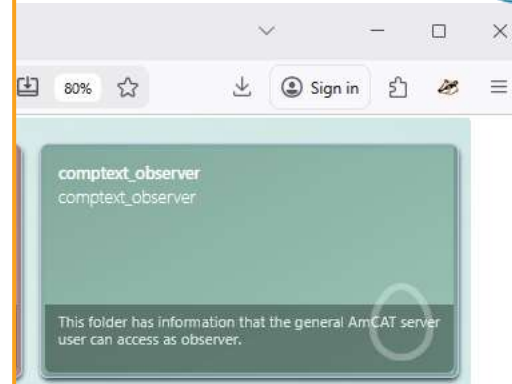 80%
Sign in
comptext_observer
comptext_observer
This folder has information that the general AmCAT server
user can access as observer.